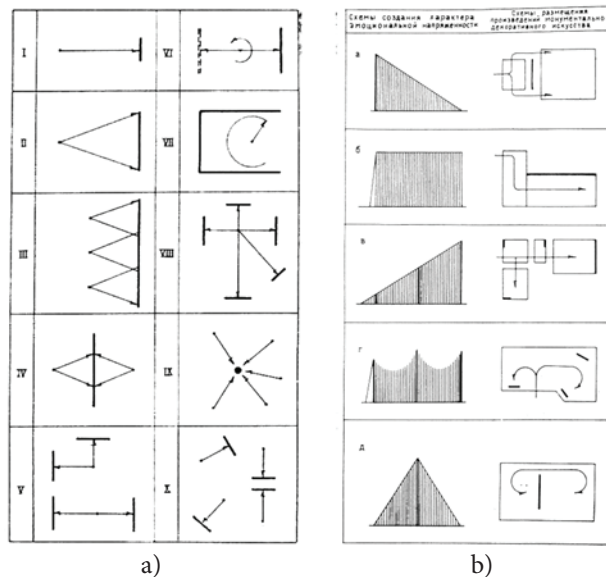 I
VI
II
VII
III
VIII
IV
IX
V
X
a)
Схемы создания характера
эмоциональной напряженности
Схемы размещения
произведений монументально-
декоративного искусства
а
б
в
г
д
b)